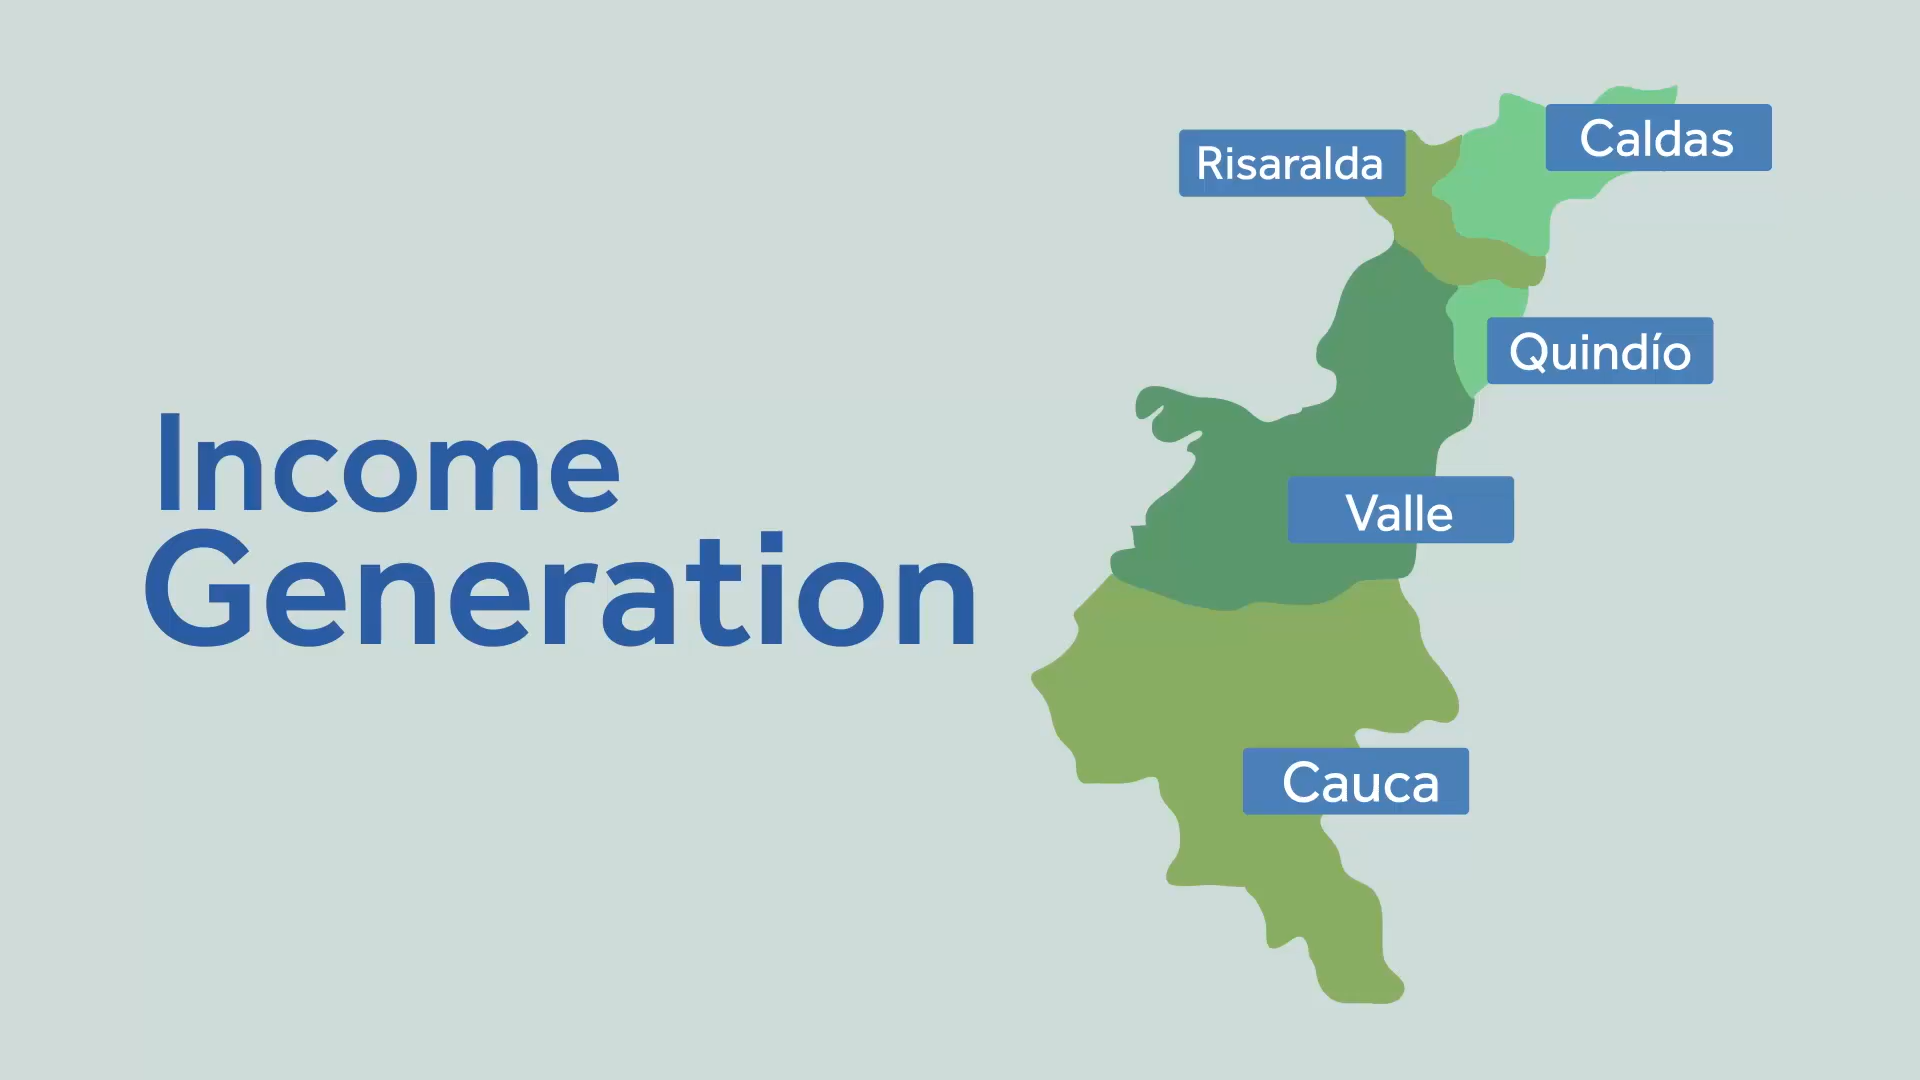 Income
Generation
Risaralda
Caldas
Quindío
Valle
Cauca